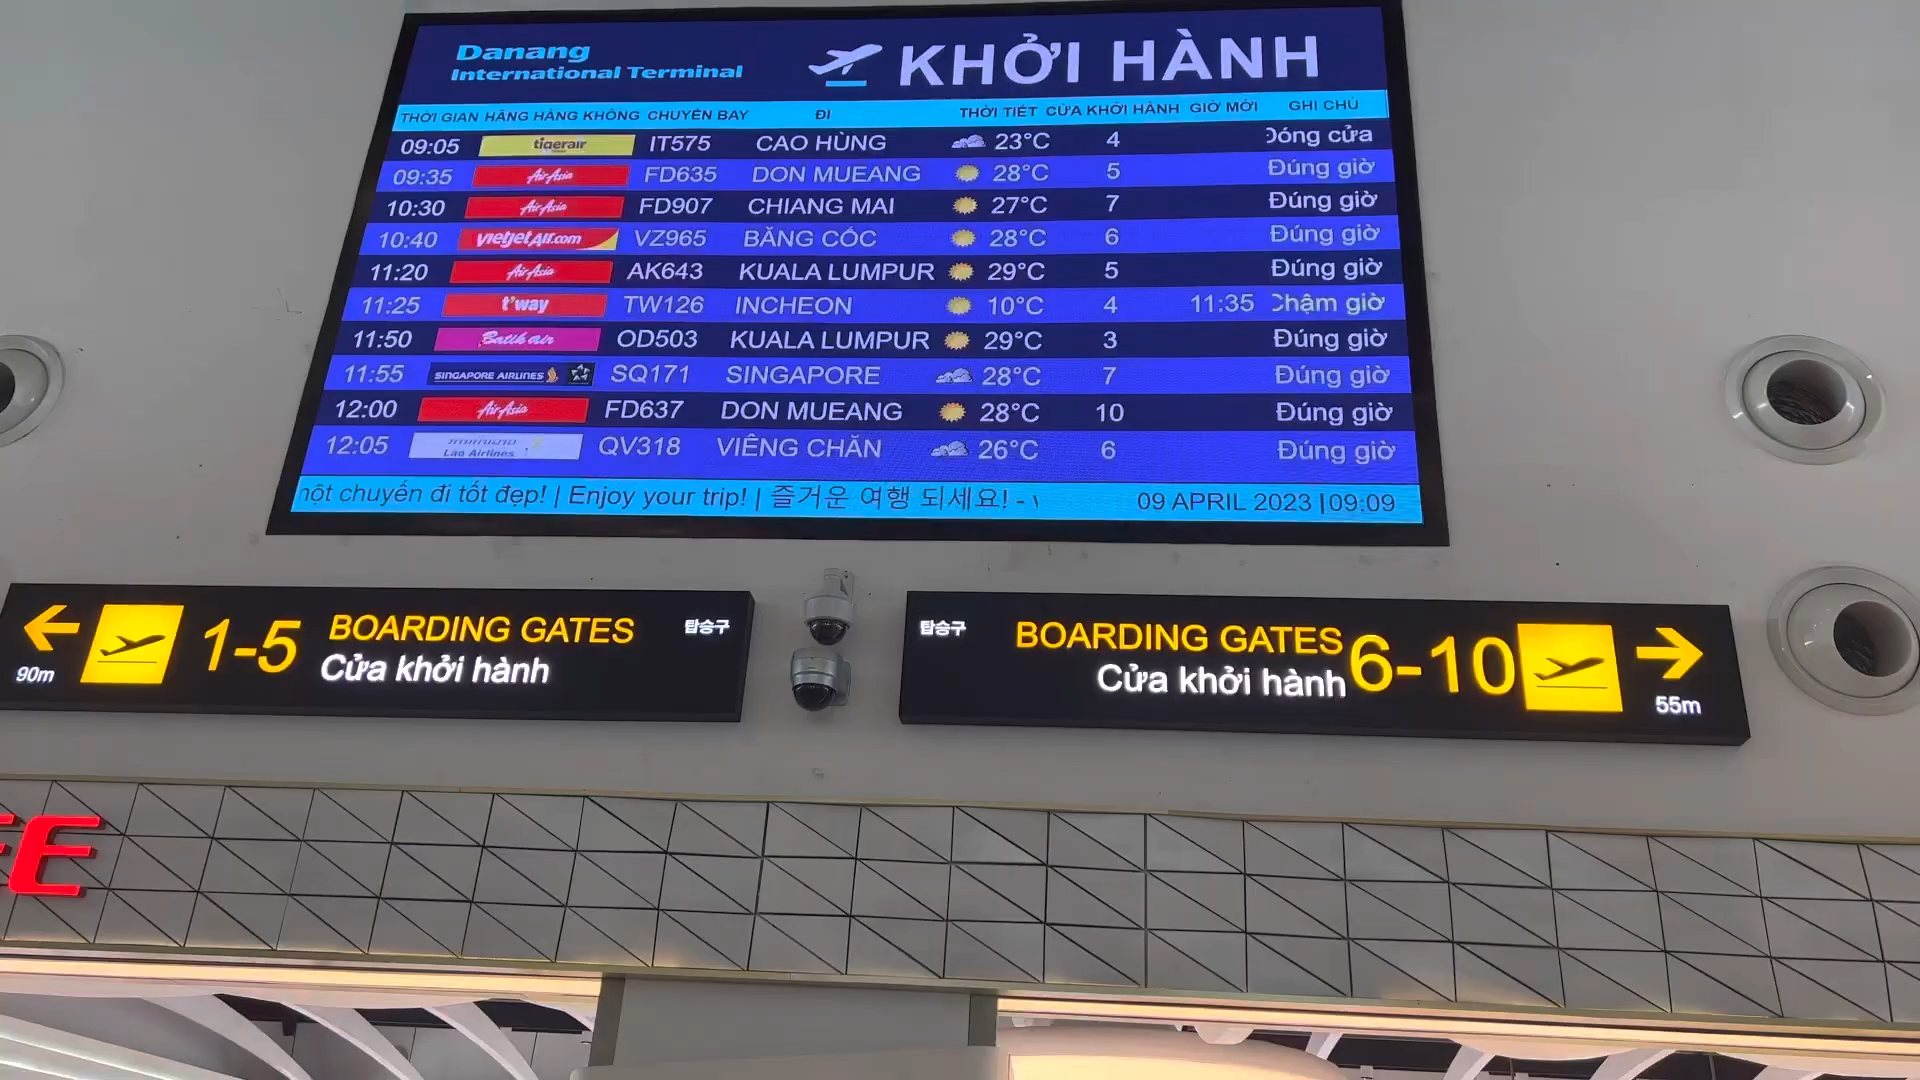 Danang
International Terminal
KHỞI HÀNH
THỜI GIAN HÃNG HÀNG KHÔNG CHUYẾN BAY ĐI THỜI TIẾT CỬA KHỞI HÀNH GIỜ MỚI GHI CHÚ
09:05 tigerair IT575 CAO HÙNG 23°C 4 Đóng cửa
09:35 AirAsia FD635 DON MUEANG 28°C 5 Đúng giờ
10:30 AirAsia FD907 CHIANG MAI 27°C 7 Đúng giờ
10:40 vietjetAir.com VZ965 BĂNG CỐC 28°C 6 Đúng giờ
11:20 AirAsia AK643 KUALA LUMPUR 29°C 5 Đúng giờ
11:25 t'way TW126 INCHEON 10°C 4 11:35 Chậm giờ
11:50 Batik air OD503 KUALA LUMPUR 29°C 3 Đúng giờ
11:55 SINGAPORE AIRLINES SQ171 SINGAPORE 28°C 7 Đúng giờ
12:00 AirAsia FD637 DON MUEANG 28°C 10 Đúng giờ
12:05 Lao Airlines QV318 VIÊNG CHĂN 26°C 6 Đúng giờ
một chuyến đi tốt đẹp! | Enjoy your trip! | 즐거운 여행 되세요! - 09 APRIL 2023 | 09:09
1-5 BOARDING GATES 탑승구
90m Cửa khởi hành
탑승구 BOARDING GATES 6-10
Cửa khởi hành 55m
EE